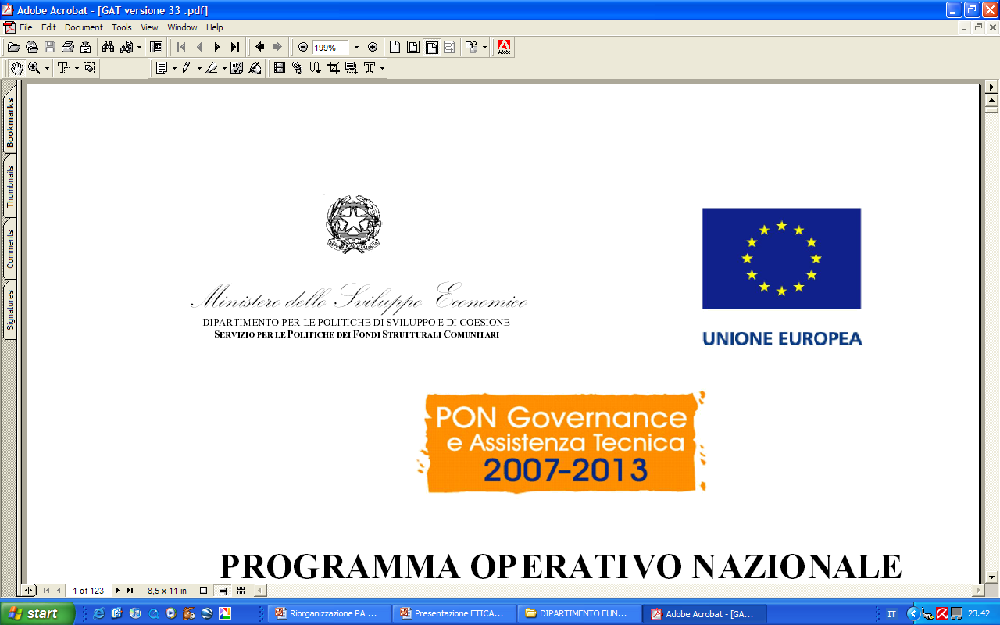 Adobe Acrobat - [GAT versione 33 .pdf]
File Edit Document Tools View Window Help
199%
Adobe
Bookmarks
Thumbnails
Comments
Signatures
REPVBBLICA ITALIANA
Ministero dello Sviluppo Economico
DIPARTIMENTO PER LE POLITICHE DI SVILUPPO E DI COESIONE
SERVIZIO PER LE POLITICHE DEI FONDI STRUTTURALI COMUNITARI
UNIONE EUROPEA
PON Governance
e Assistenza Tecnica
2007-2013
PROGRAMMA OPERATIVO NAZIONALE
1 of 123 8,5 x 11 in
start Riorganizzazione PA ... Presentazione ETICA... DIPARTIMENTO FUN... Adobe Acrobat - [GA... IT 23.42